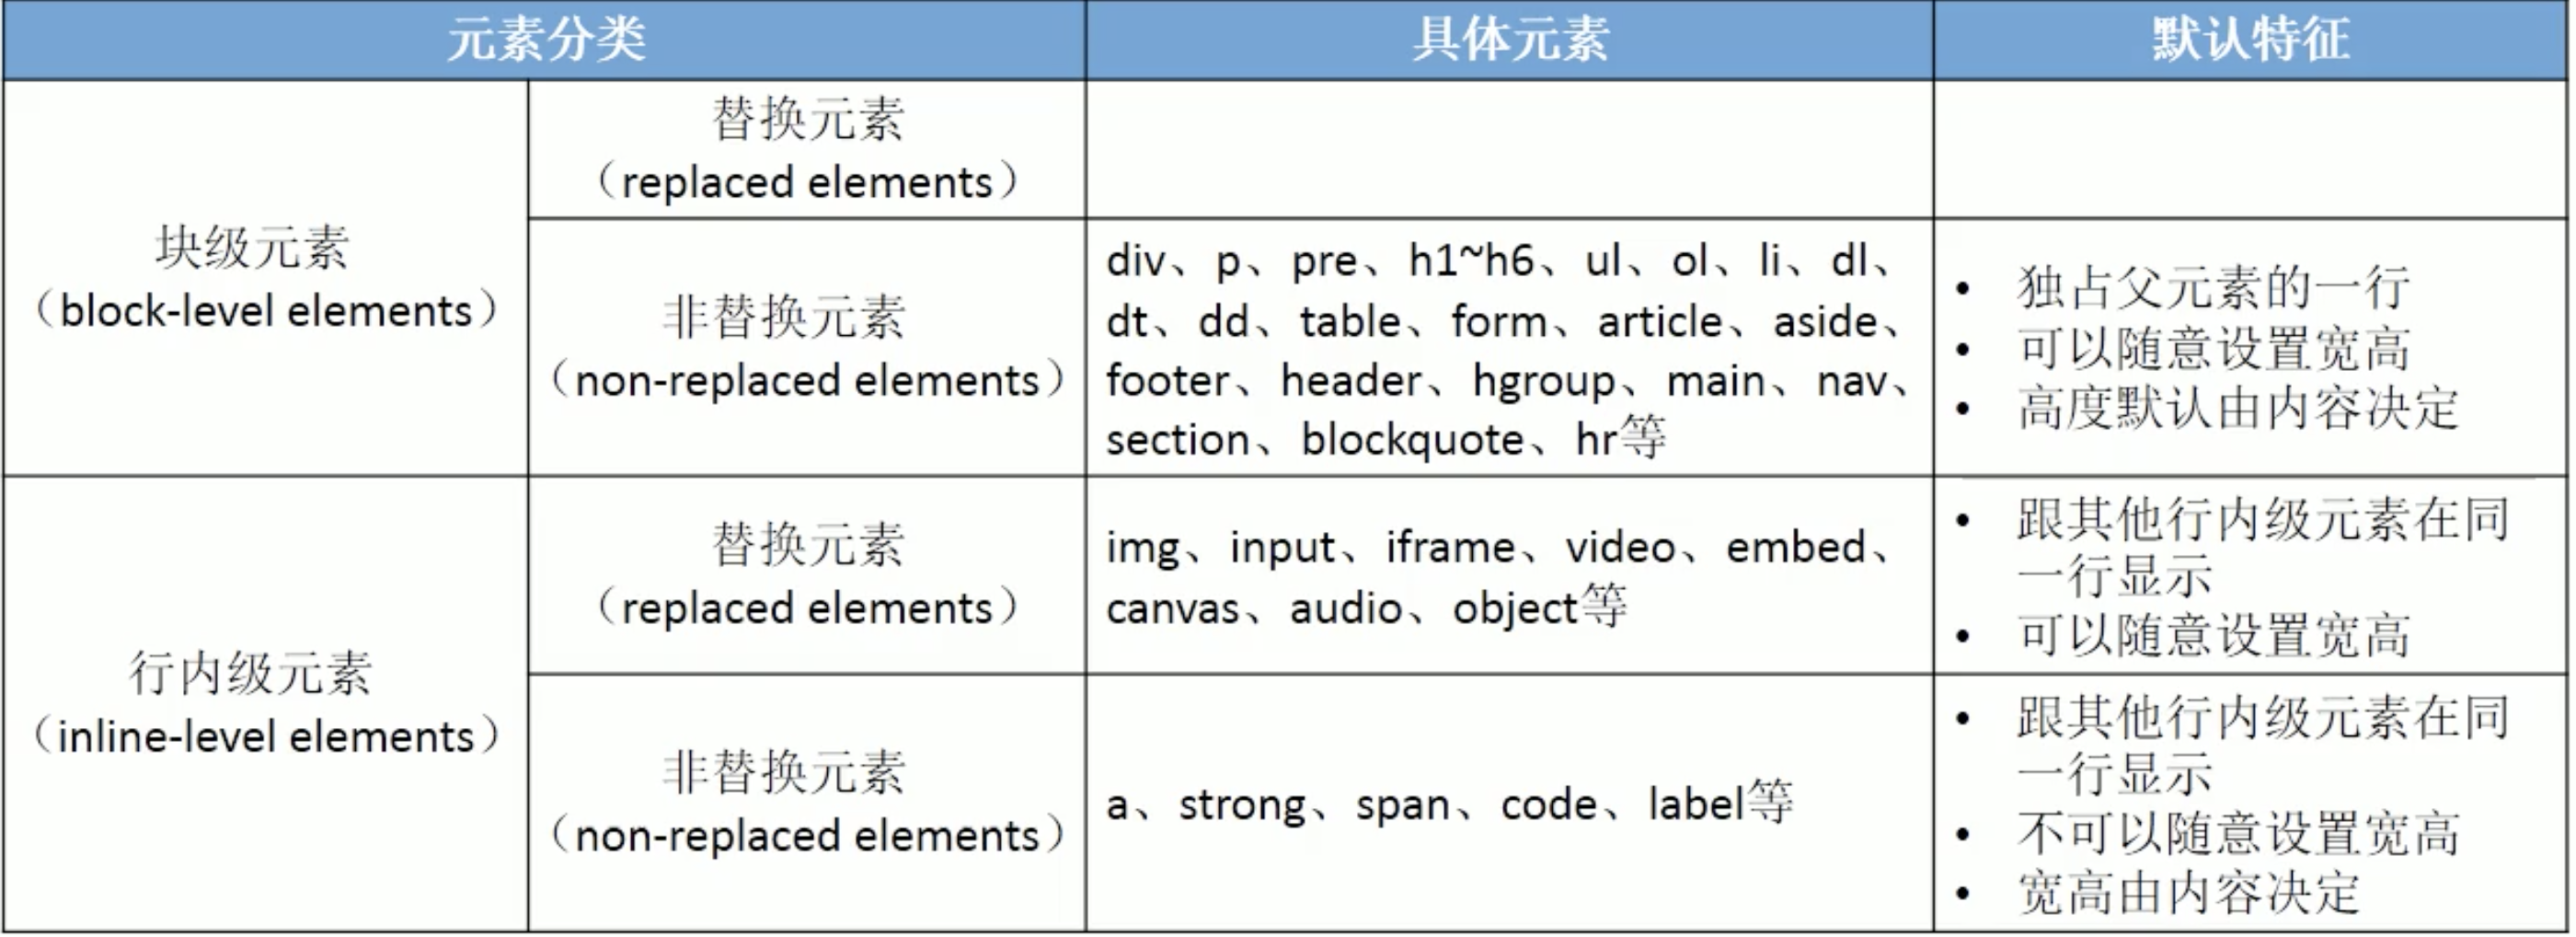 元素分类
具体元素
默认特征
块级元素
（block-level elements）
替换元素
（replaced elements）
非替换元素
（non-replaced elements）
div、p、pre、h1~h6、ul、ol、li、dl、
dt、dd、table、form、article、aside、
footer、header、hgroup、main、nav、
section、blockquote、hr等
• 独占父元素的一行
• 可以随意设置宽高
• 高度默认由内容决定
行内级元素
（inline-level elements）
替换元素
（replaced elements）
img、input、iframe、video、embed、
canvas、audio、object等
• 跟其他行内级元素在同
一行显示
• 可以随意设置宽高
非替换元素
（non-replaced elements）
a、strong、span、code、label等
• 跟其他行内级元素在同
一行显示
• 不可以随意设置宽高
• 宽高由内容决定